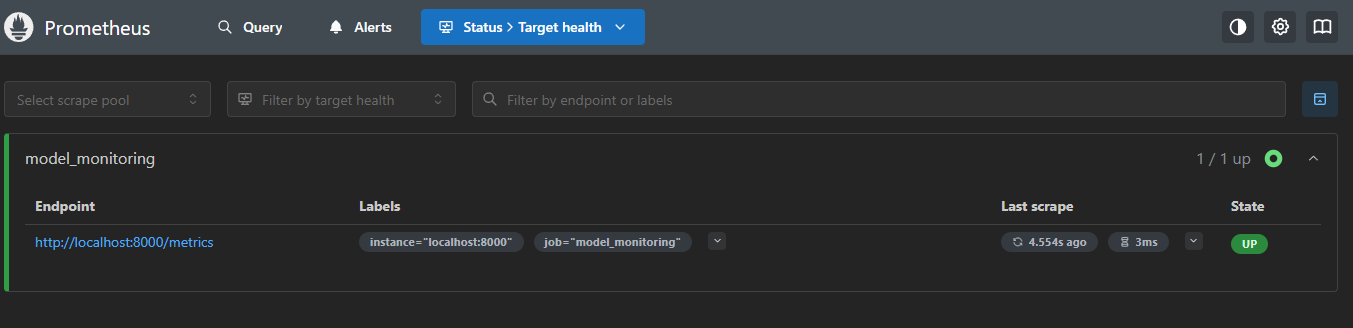 Prometheus Query Alerts Status > Target health
Select scrape pool Filter by target health Filter by endpoint or labels
model_monitoring 1 / 1 up
Endpoint Labels Last scrape State
http://localhost:8000/metrics instance="localhost:8000" job="model_monitoring" 4.554s ago 3ms UP